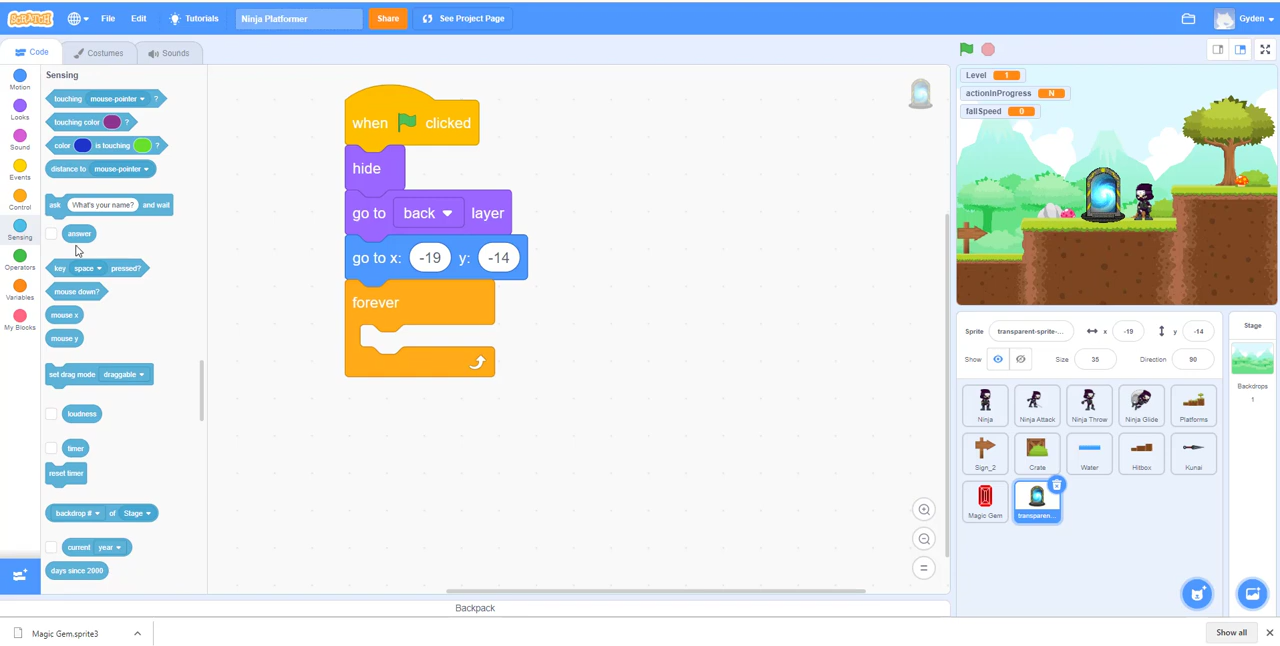 SCRATCH File Edit Tutorials Ninja Platformer Share See Project Page Gyden
Code Costumes Sounds
Motion
Looks
Sound
Events
Control
Sensing
Operators
Variables
My Blocks
Sensing
touching mouse-pointer ?
touching color ?
color is touching ?
distance to mouse-pointer
ask What's your name? and wait
answer
key space pressed?
mouse down?
mouse x
mouse y
set drag mode draggable
loudness
timer
reset timer
backdrop # of Stage
current year
days since 2000
when clicked
hide
go to back layer
go to x: -19 y: -14
forever
Level 1
actionInProgress N
fallSpeed 0
Sprite transparent-sprite-... x -19 y -14
Show Size 35 Direction 90
Ninja Ninja Attack Ninja Throw Ninja Glide Platforms
Sign_2 Crate Water Hitbox Kunai
Magic Gem transparen...
Stage
Backdrops
1
Backpack
Magic Gem.sprite3
Show all